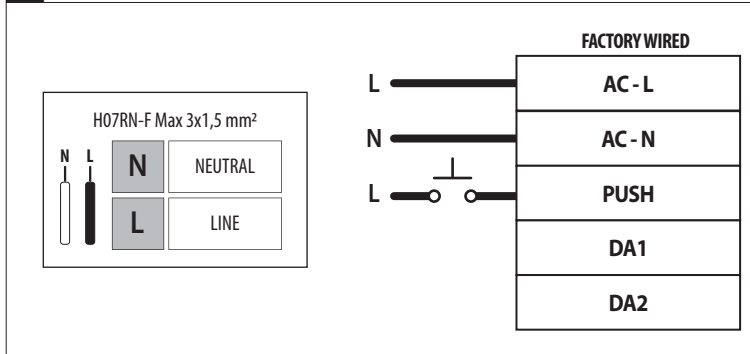 H07RN-F Max 3x1,5 mm²
N L
N NEUTRAL
L LINE
FACTORY WIRED
L AC - L
N AC - N
L PUSH
DA1
DA2